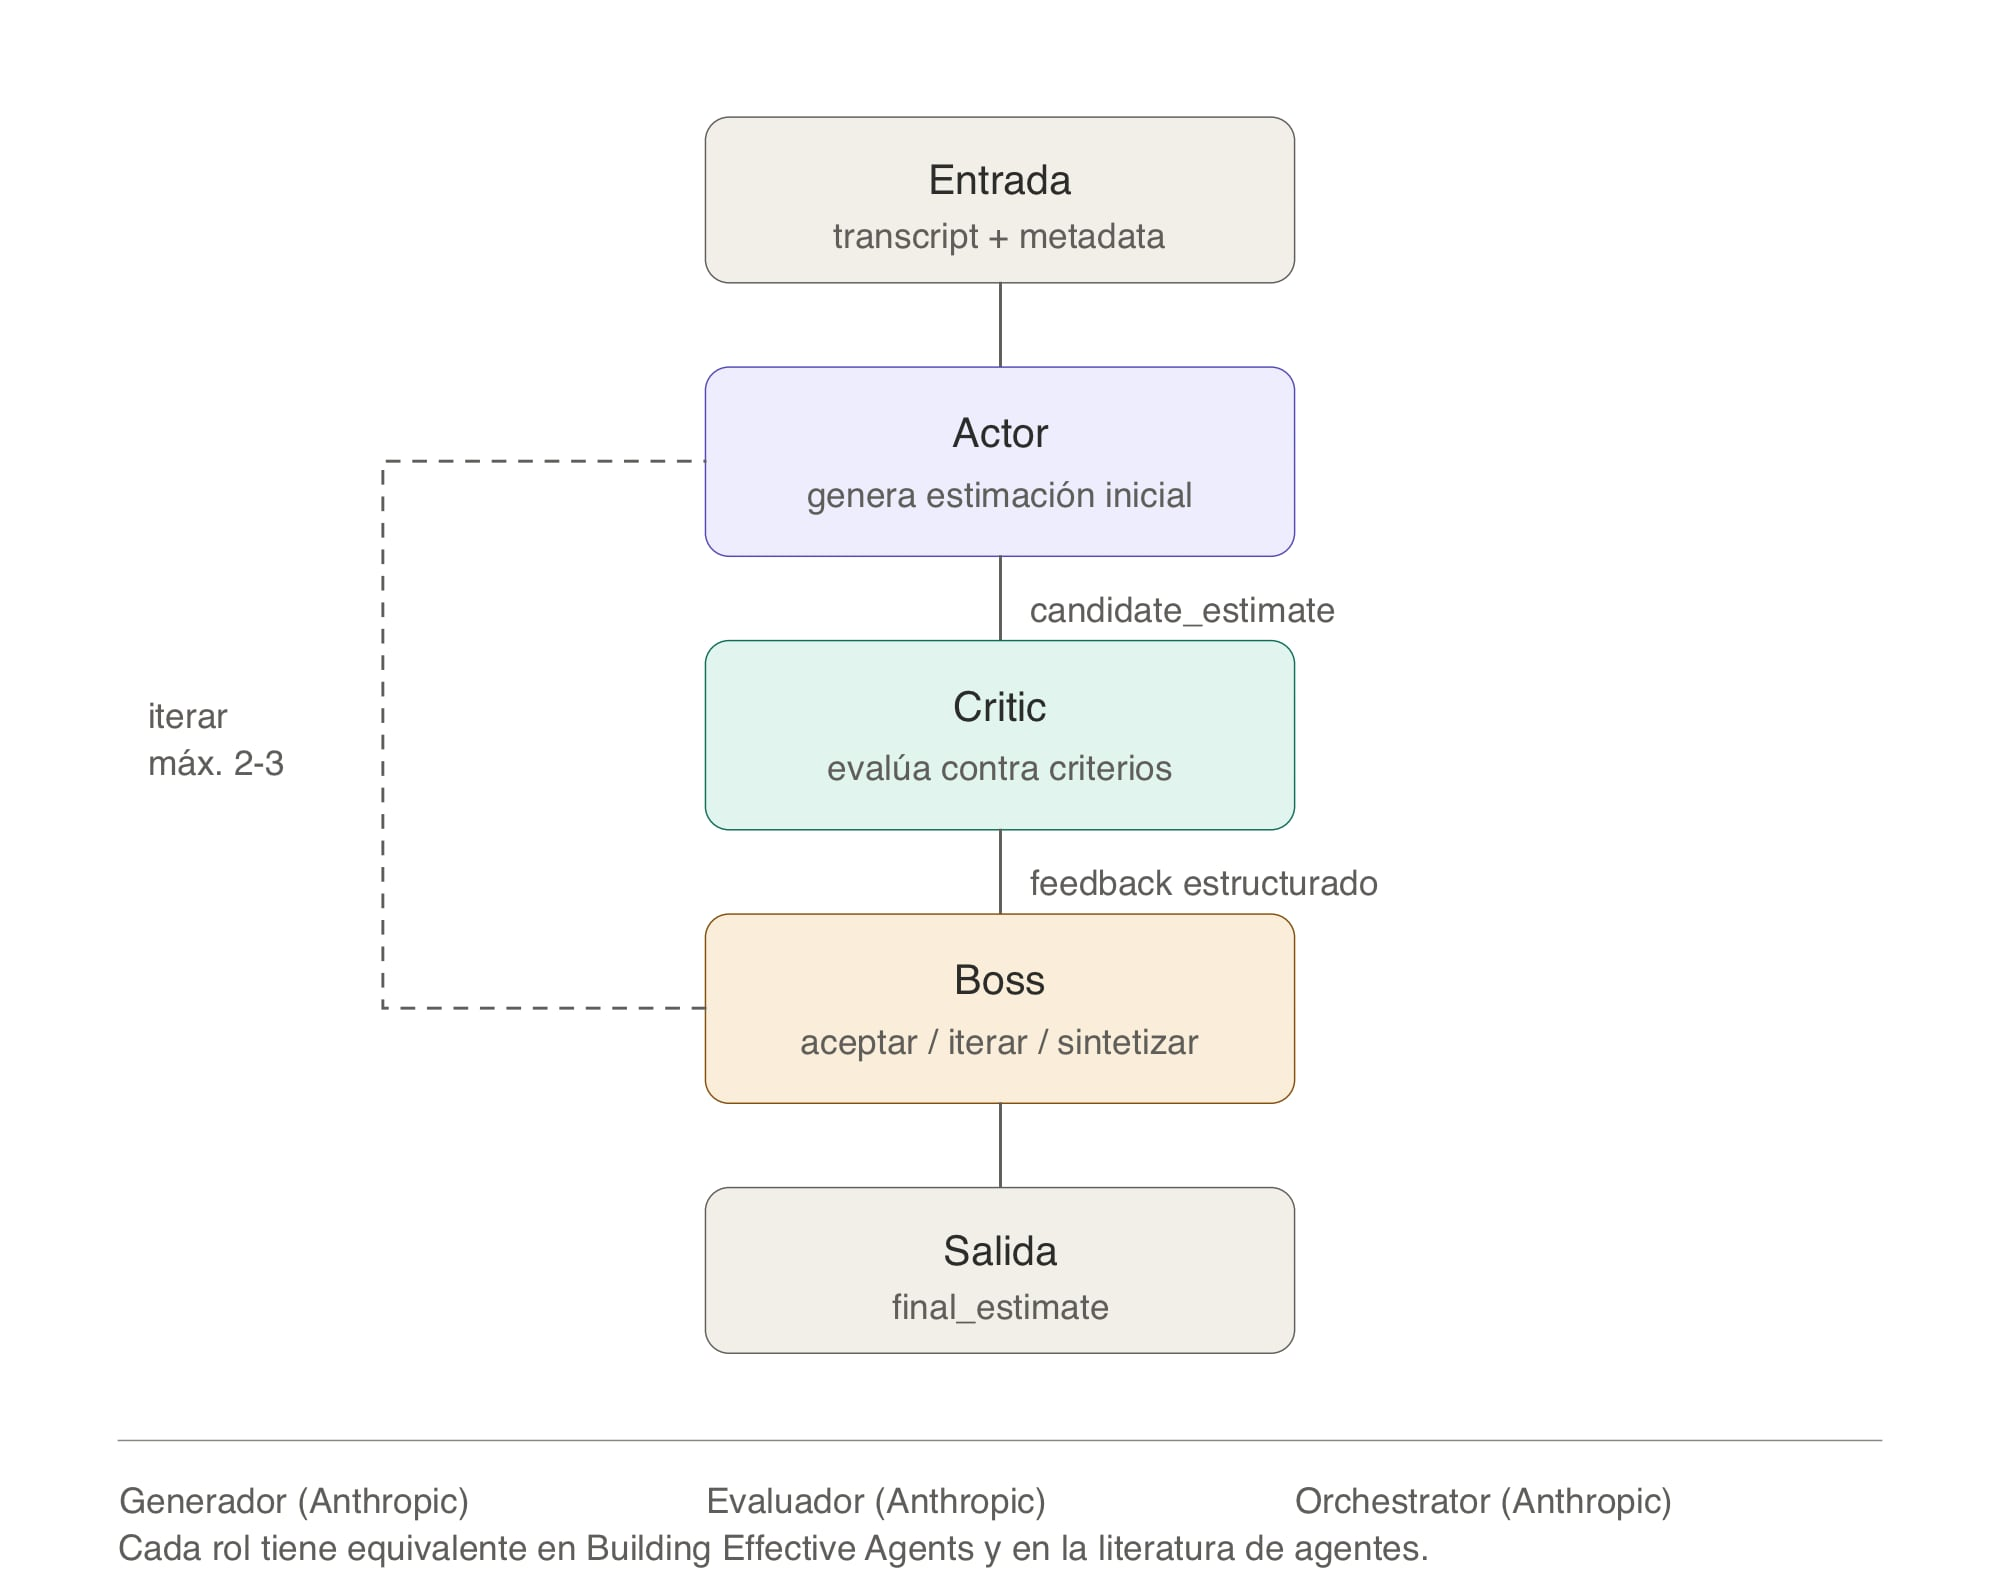 Entrada
transcript + metadata
Actor
genera estimación inicial
candidate_estimate
Critic
evalúa contra criterios
iterar
máx. 2-3
feedback estructurado
Boss
aceptar / iterar / sintetizar
Salida
final_estimate
Generador (Anthropic)
Evaluador (Anthropic)
Orchestrator (Anthropic)
Cada rol tiene equivalente en Building Effective Agents y en la literatura de agentes.